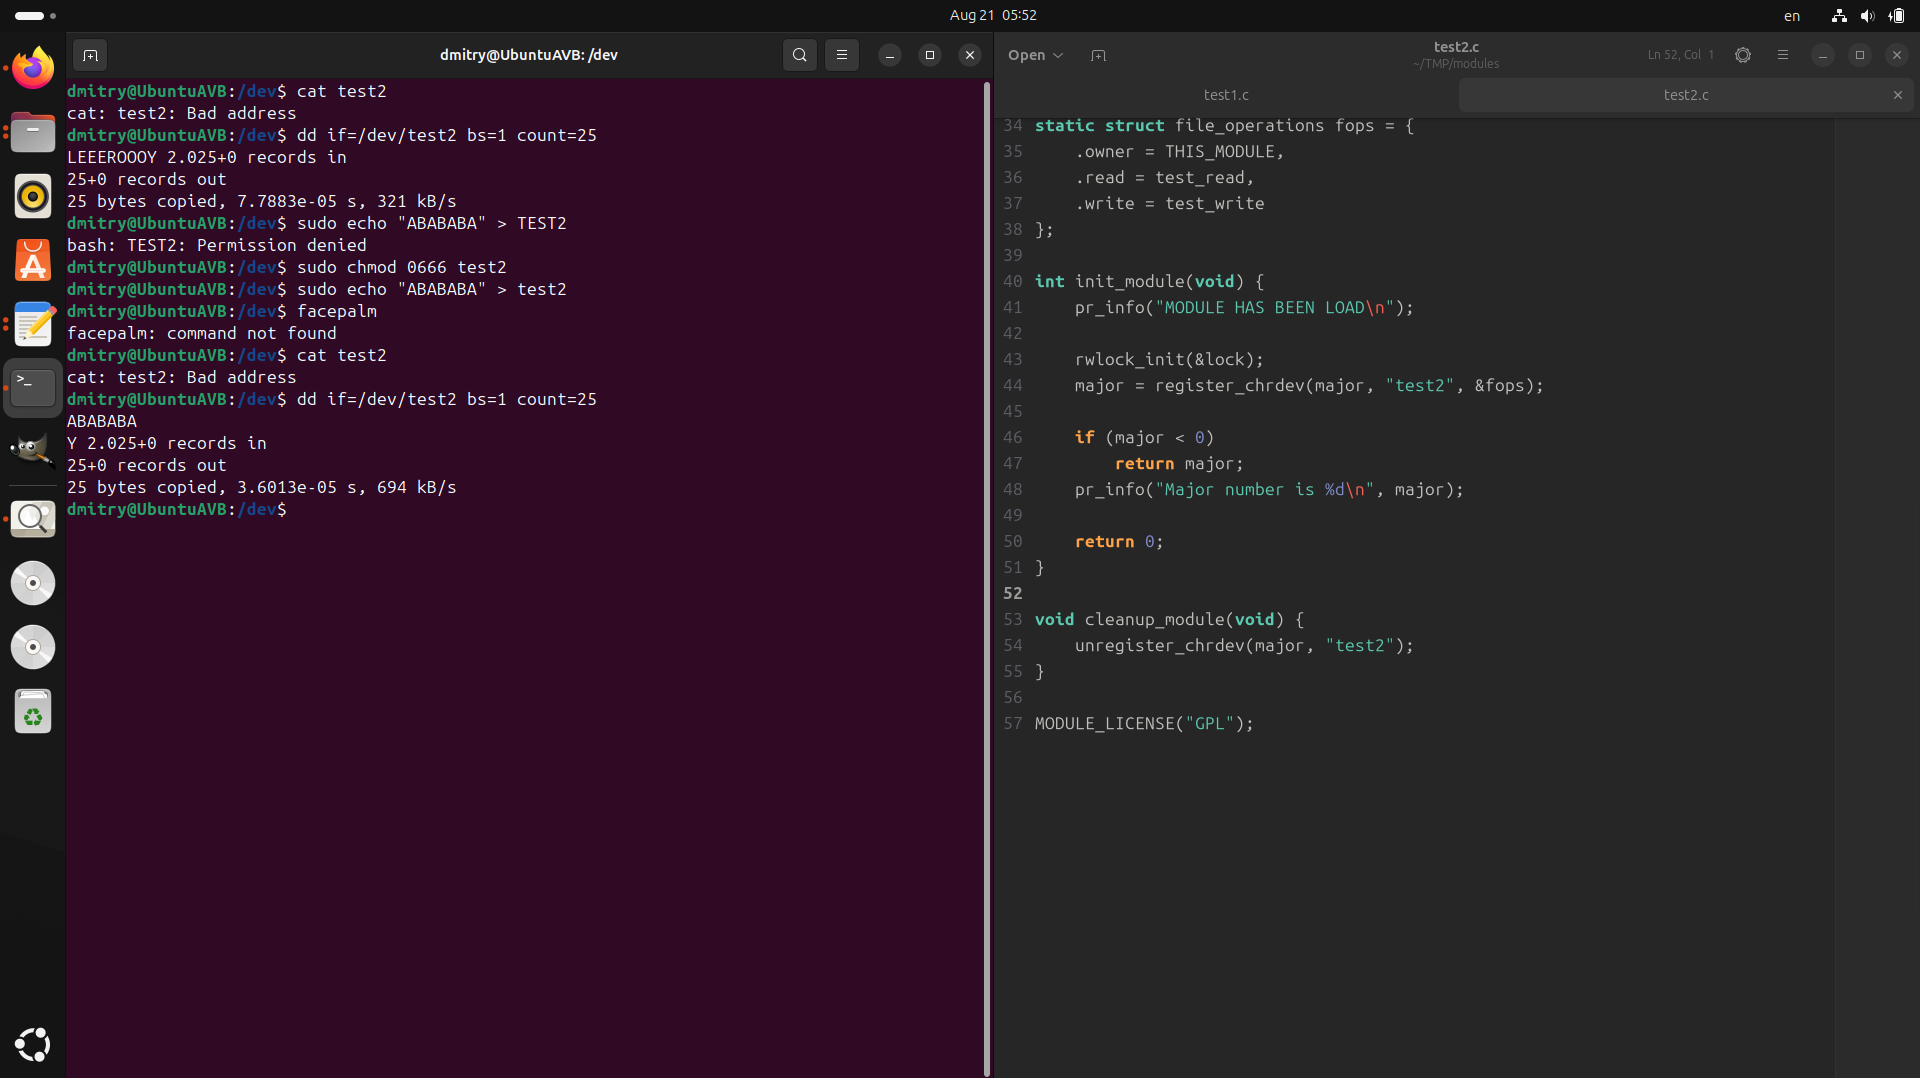 Aug 21 05:52
en
dmitry@UbuntuAVB: /dev
dmitry@UbuntuAVB:/dev$ cat test2
cat: test2: Bad address
dmitry@UbuntuAVB:/dev$ dd if=/dev/test2 bs=1 count=25
LEEEROOOY 2.025+0 records in
25+0 records out
25 bytes copied, 7.7883e-05 s, 321 kB/s
dmitry@UbuntuAVB:/dev$ sudo echo "ABABABA" > TEST2
bash: TEST2: Permission denied
dmitry@UbuntuAVB:/dev$ sudo chmod 0666 test2
dmitry@UbuntuAVB:/dev$ sudo echo "ABABABA" > test2
dmitry@UbuntuAVB:/dev$ facepalm
facepalm: command not found
dmitry@UbuntuAVB:/dev$ cat test2
cat: test2: Bad address
dmitry@UbuntuAVB:/dev$ dd if=/dev/test2 bs=1 count=25
ABABABA
Y 2.025+0 records in
25+0 records out
25 bytes copied, 3.6013e-05 s, 694 kB/s
dmitry@UbuntuAVB:/dev$
Open
test2.c
~/TMP/modules
Ln 52, Col 1
test1.c
test2.c
34 static struct file_operations fops = {
35     .owner = THIS_MODULE,
36     .read = test_read,
37     .write = test_write
38 };
39
40 int init_module(void) {
41     pr_info("MODULE HAS BEEN LOAD\n");
42
43     rwlock_init(&lock);
44     major = register_chrdev(major, "test2", &fops);
45
46     if (major < 0)
47         return major;
48     pr_info("Major number is %d\n", major);
49
50     return 0;
51 }
52
53 void cleanup_module(void) {
54     unregister_chrdev(major, "test2");
55 }
56
57 MODULE_LICENSE("GPL");